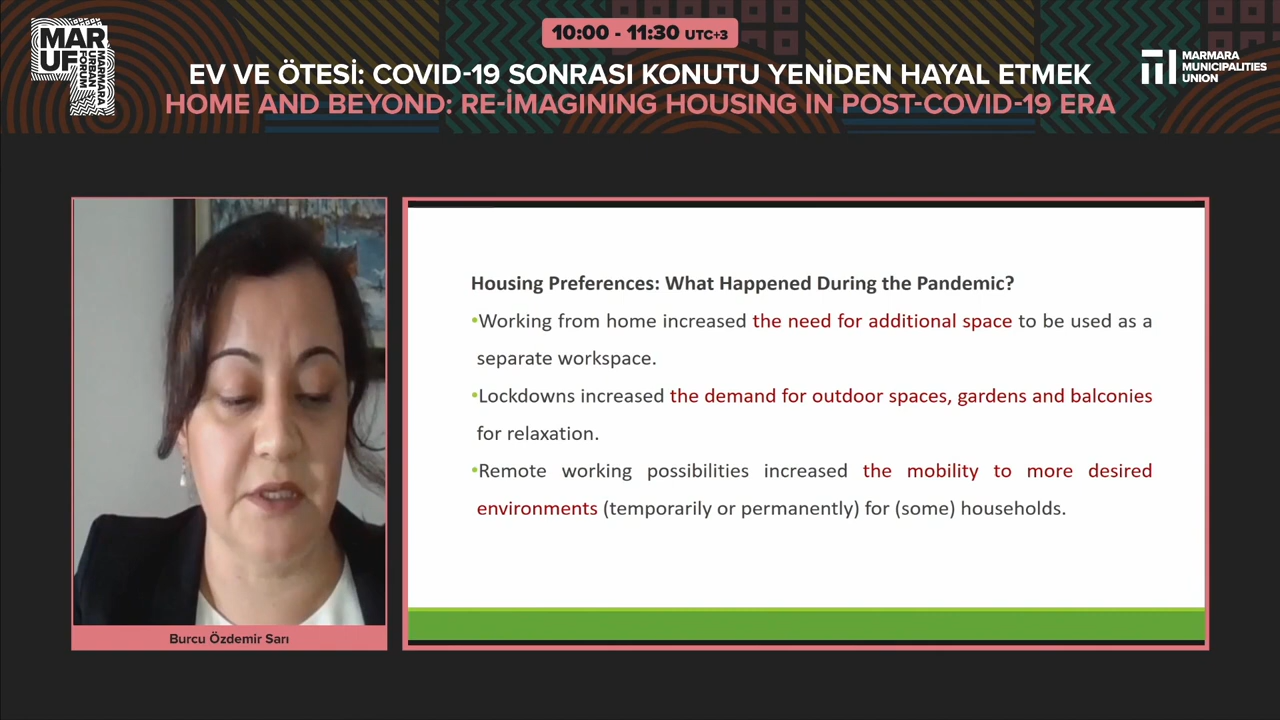 MAR
UF
MARMARA
URBAN
FORUM
10:00 - 11:30 UTC+3
EV VE ÖTESİ: COVID-19 SONRASI KONUTU YENİDEN HAYAL ETMEK
HOME AND BEYOND: RE-İMAGINING HOUSING IN POST-COVID-19 ERA
MARMARA
MUNICIPALITIES
UNION
Housing Preferences: What Happened During the Pandemic?
•Working from home increased the need for additional space to be used as a
separate workspace.
•Lockdowns increased the demand for outdoor spaces, gardens and balconies
for relaxation.
•Remote working possibilities increased the mobility to more desired
environments (temporarily or permanently) for (some) households.
Burcu Özdemir Sarı